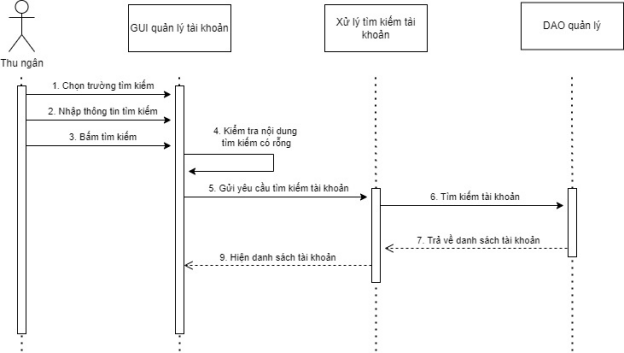 GUI quản lý tài khoản
Xử lý tìm kiếm tài
khoản
DAO quản lý
Thu ngân
1. Chọn trường tìm kiếm
2. Nhập thông tin tìm kiếm
3. Bấm tìm kiếm
4. Kiểm tra nội dung
tìm kiếm có rỗng
5. Gửi yêu cầu tìm kiếm tài khoản
6. Tìm kiếm tài khoản
7. Trả về danh sách tài khoản
9. Hiện danh sách tài khoản